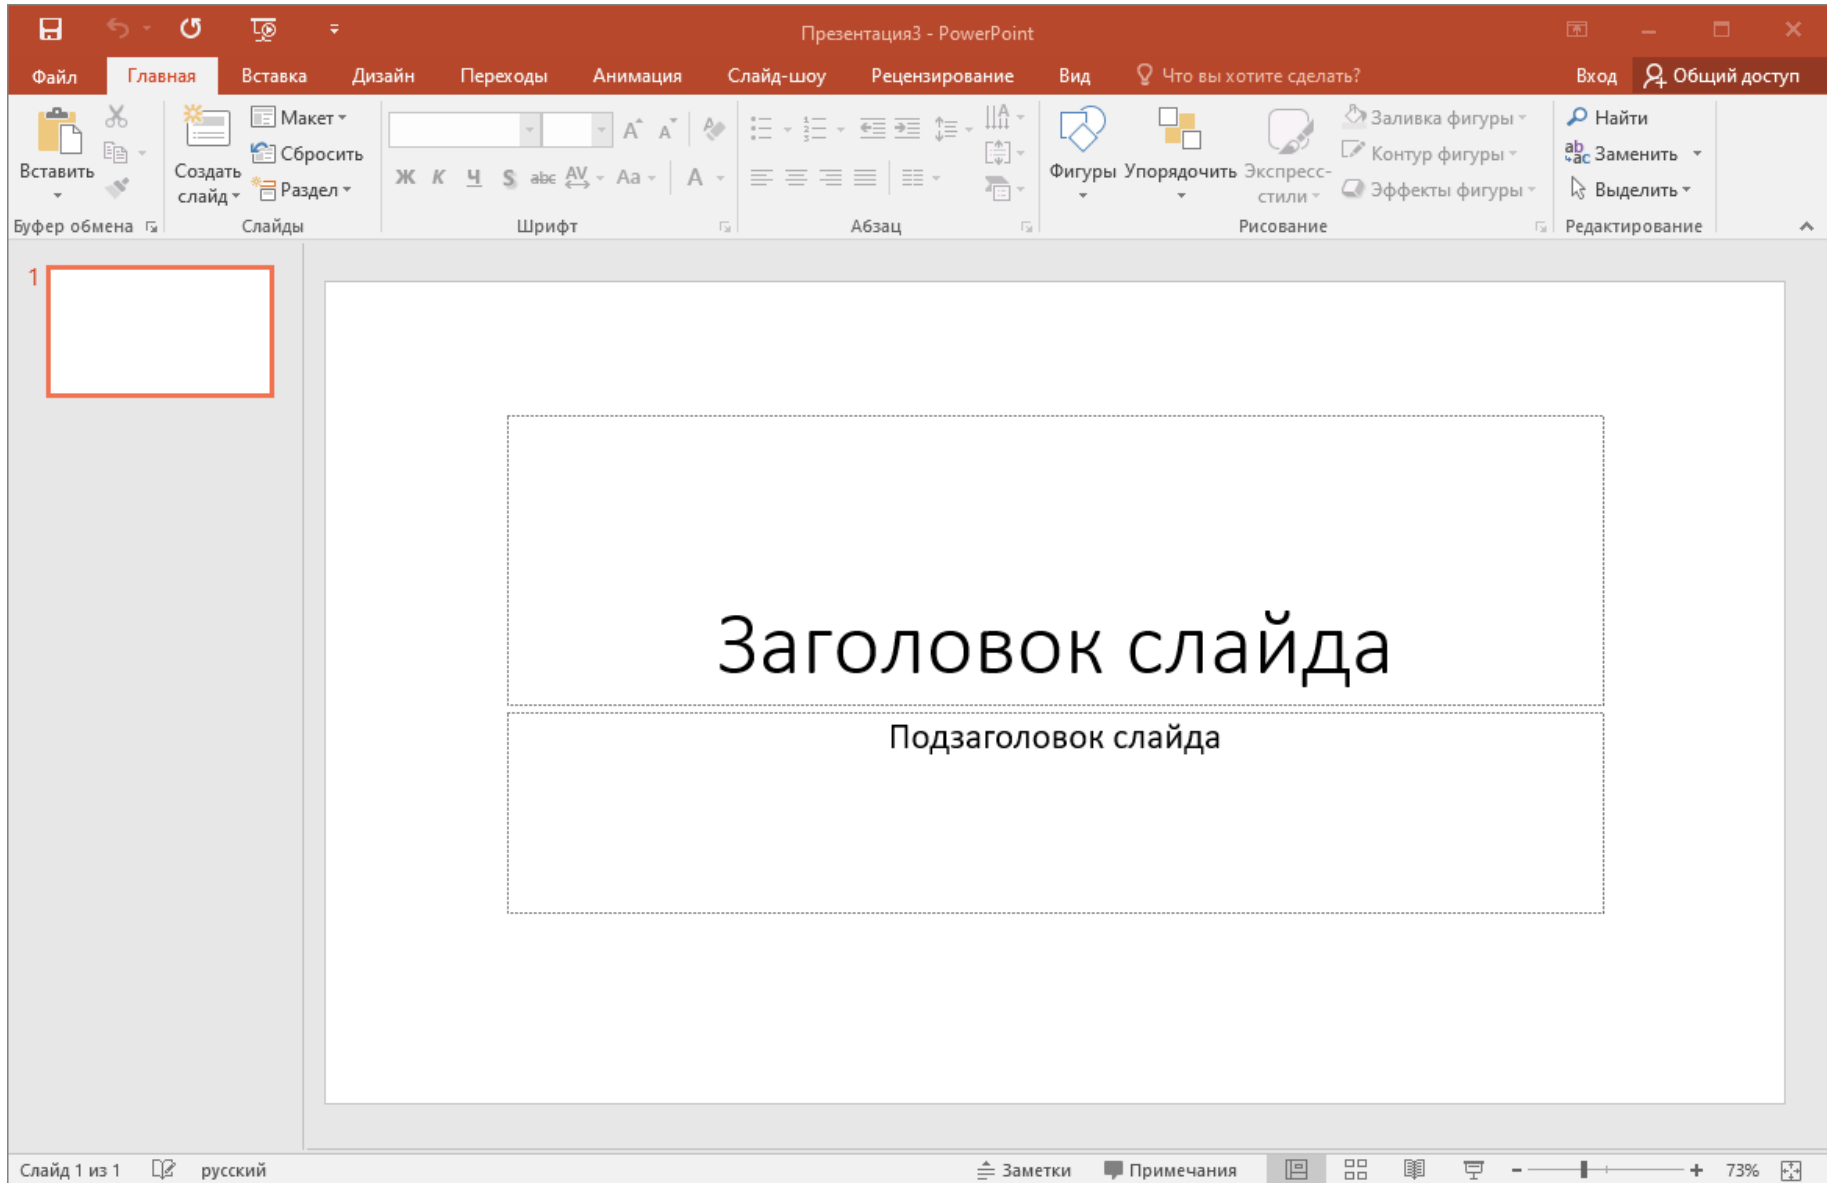 Презентация3 - PowerPoint
Файл Главная Вставка Дизайн Переходы Анимация Слайд-шоу Рецензирование Вид Что вы хотите сделать? Вход Общий доступ
Вставить
Создать слайд
Макет
Сбросить
Раздел
Ж К Ч S abc AV Aa А
Фигуры Упорядочить Экспресс-стили
Заливка фигуры
Контур фигуры
Эффекты фигуры
Найти
Заменить
Выделить
Буфер обмена Слайды Шрифт Абзац Рисование Редактирование
1
Заголовок слайда
Подзаголовок слайда
Слайд 1 из 1 русский Заметки Примечания 73%